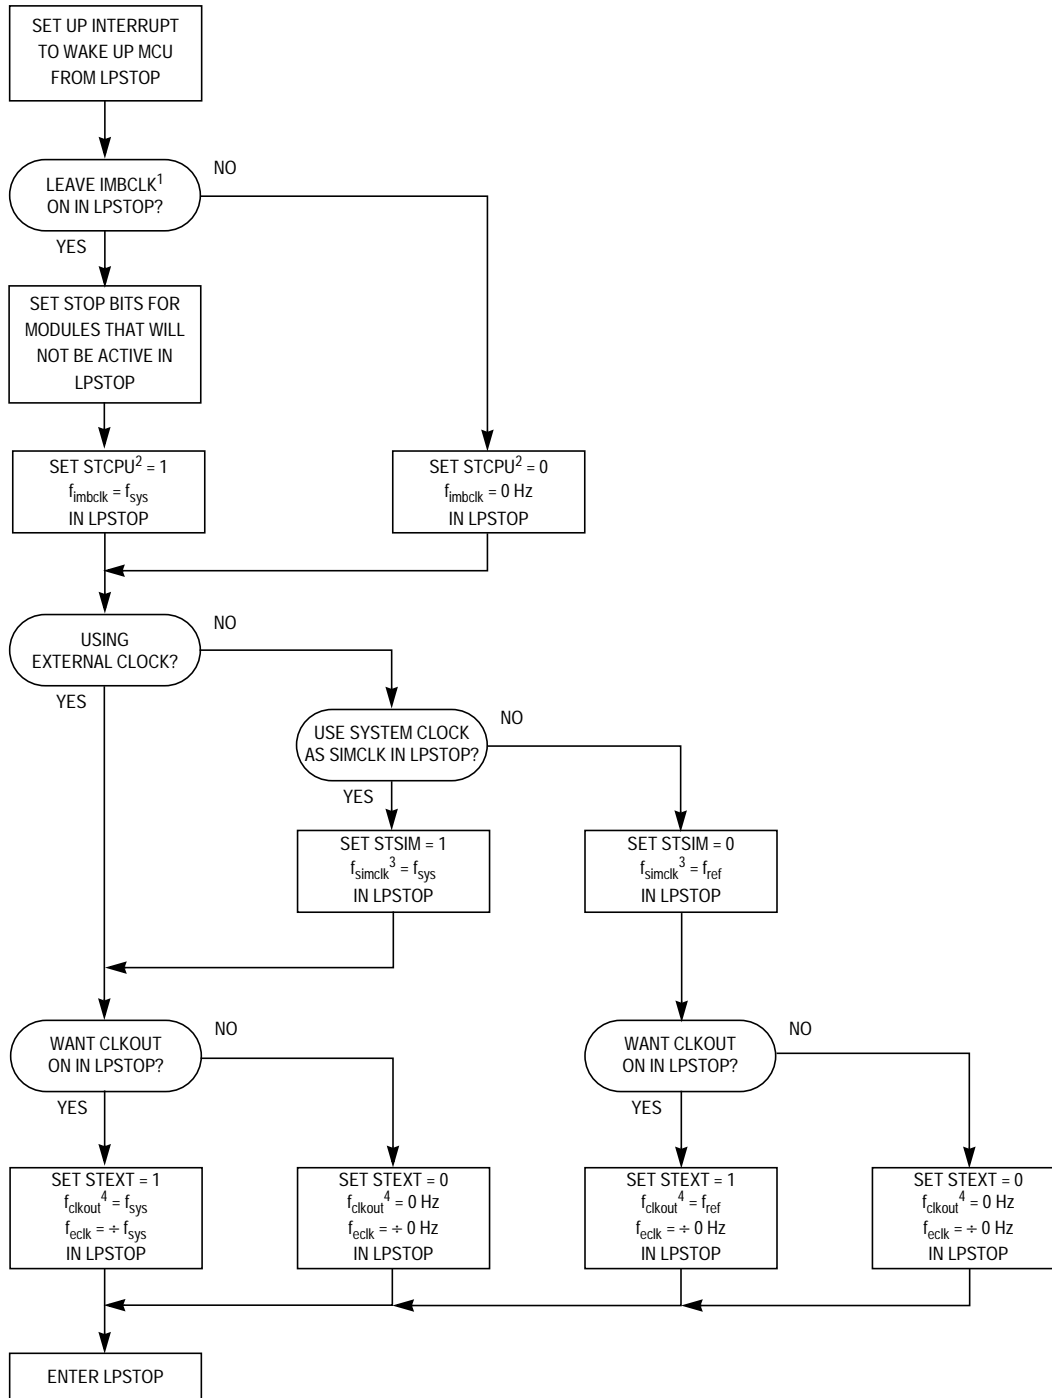 SET UP INTERRUPT
TO WAKE UP MCU
FROM LPSTOP
NO
LEAVE IMBCLK1
ON IN LPSTOP?
YES
SET STOP BITS FOR
MODULES THAT WILL
NOT BE ACTIVE IN
LPSTOP
SET STCPU2 = 1
fimbclk = fsys
IN LPSTOP
SET STCPU2 = 0
fimbclk = 0 Hz
IN LPSTOP
NO
USING
EXTERNAL CLOCK?
YES
NO
USE SYSTEM CLOCK
AS SIMCLK IN LPSTOP?
YES
SET STSIM = 1
fsimclk3 = fsys
IN LPSTOP
SET STSIM = 0
fsimclk3 = fref
IN LPSTOP
NO
WANT CLKOUT
ON IN LPSTOP?
YES
NO
WANT CLKOUT
ON IN LPSTOP?
YES
SET STEXT = 1
fclkout4 = fsys
feclk = ÷ fsys
IN LPSTOP
SET STEXT = 0
fclkout4 = 0 Hz
feclk = ÷ 0 Hz
IN LPSTOP
SET STEXT = 1
fclkout4 = fref
feclk = ÷ 0 Hz
IN LPSTOP
SET STEXT = 0
fclkout4 = 0 Hz
feclk = ÷ 0 Hz
IN LPSTOP
ENTER LPSTOP